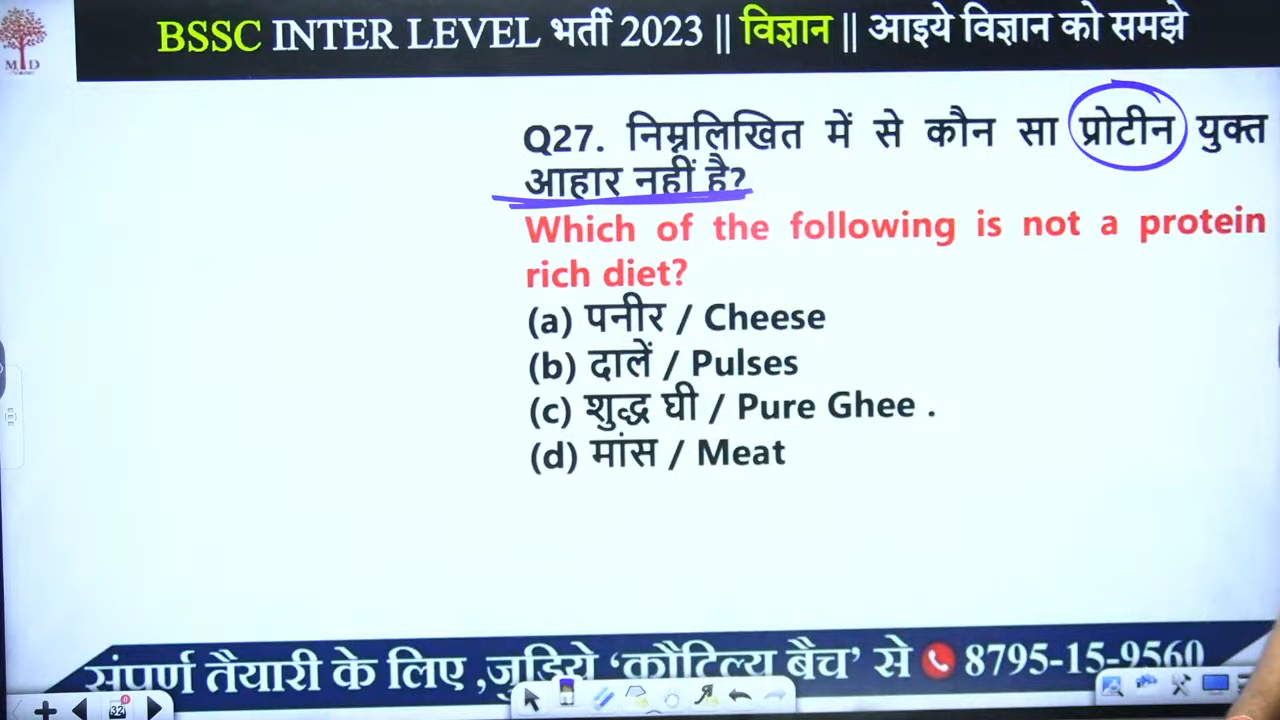 BSSC INTER LEVEL भर्ती 2023 || विज्ञान || आइये विज्ञान को समझे
M D
Q27. निम्नलिखित में से कौन सा प्रोटीन युक्त
आहार नहीं है?
Which of the following is not a protein
rich diet?
(a) पनीर / Cheese
(b) दालें / Pulses
(c) शुद्ध घी / Pure Ghee .
(d) मांस / Meat
संपूर्ण तैयारी के लिए ,जुड़िये ‘कौटिल्य बैच’ से 8795-15-9560
32